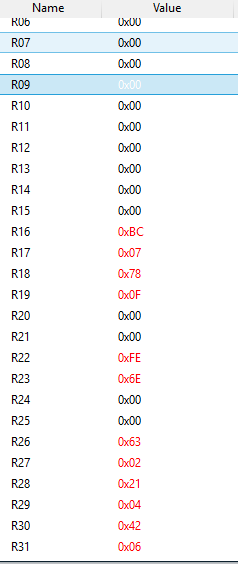 Name Value
R06 0x00
R07 0x00
R08 0x00
R09 0x00
R10 0x00
R11 0x00
R12 0x00
R13 0x00
R14 0x00
R15 0x00
R16 0xBC
R17 0x07
R18 0x78
R19 0x0F
R20 0x00
R21 0x00
R22 0xFE
R23 0x6E
R24 0x00
R25 0x00
R26 0x63
R27 0x02
R28 0x21
R29 0x04
R30 0x42
R31 0x06